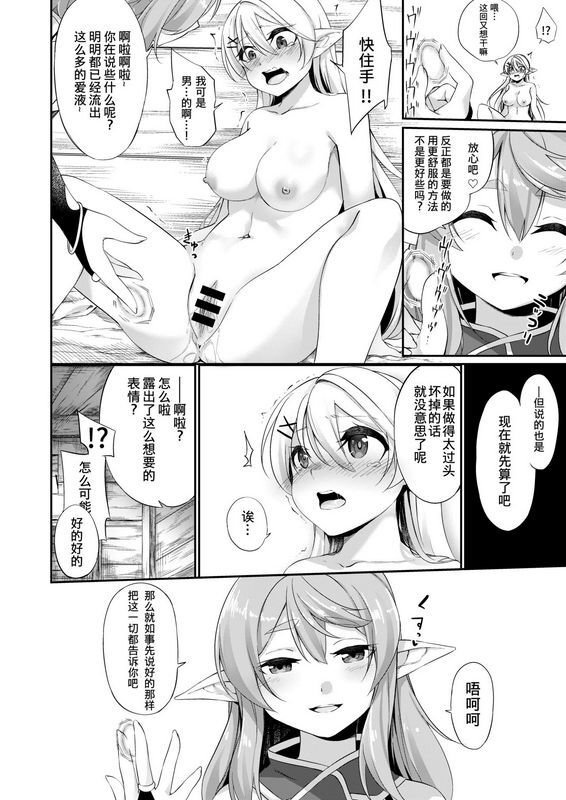 喂…
这回又想干嘛
!?
放心吧♡
反正都是要做的
用更舒服的方法
不是更好些吗？
快住手!!
我可是
男…的啊…！
啊啦啊啦~
你在说些什么呢？
明明都已经流出
这么多的爱液~
きゅっ
—但说的也是
现在就先算了吧
如果做得太过头
坏掉的话
就没意思了呢
诶…
—啊啦？
怎么啦
露出了这么想要的
表情？
!?
怎么可能
好的好的
唔呵呵
那么就如事先说好的那样
把这一切都告诉你吧